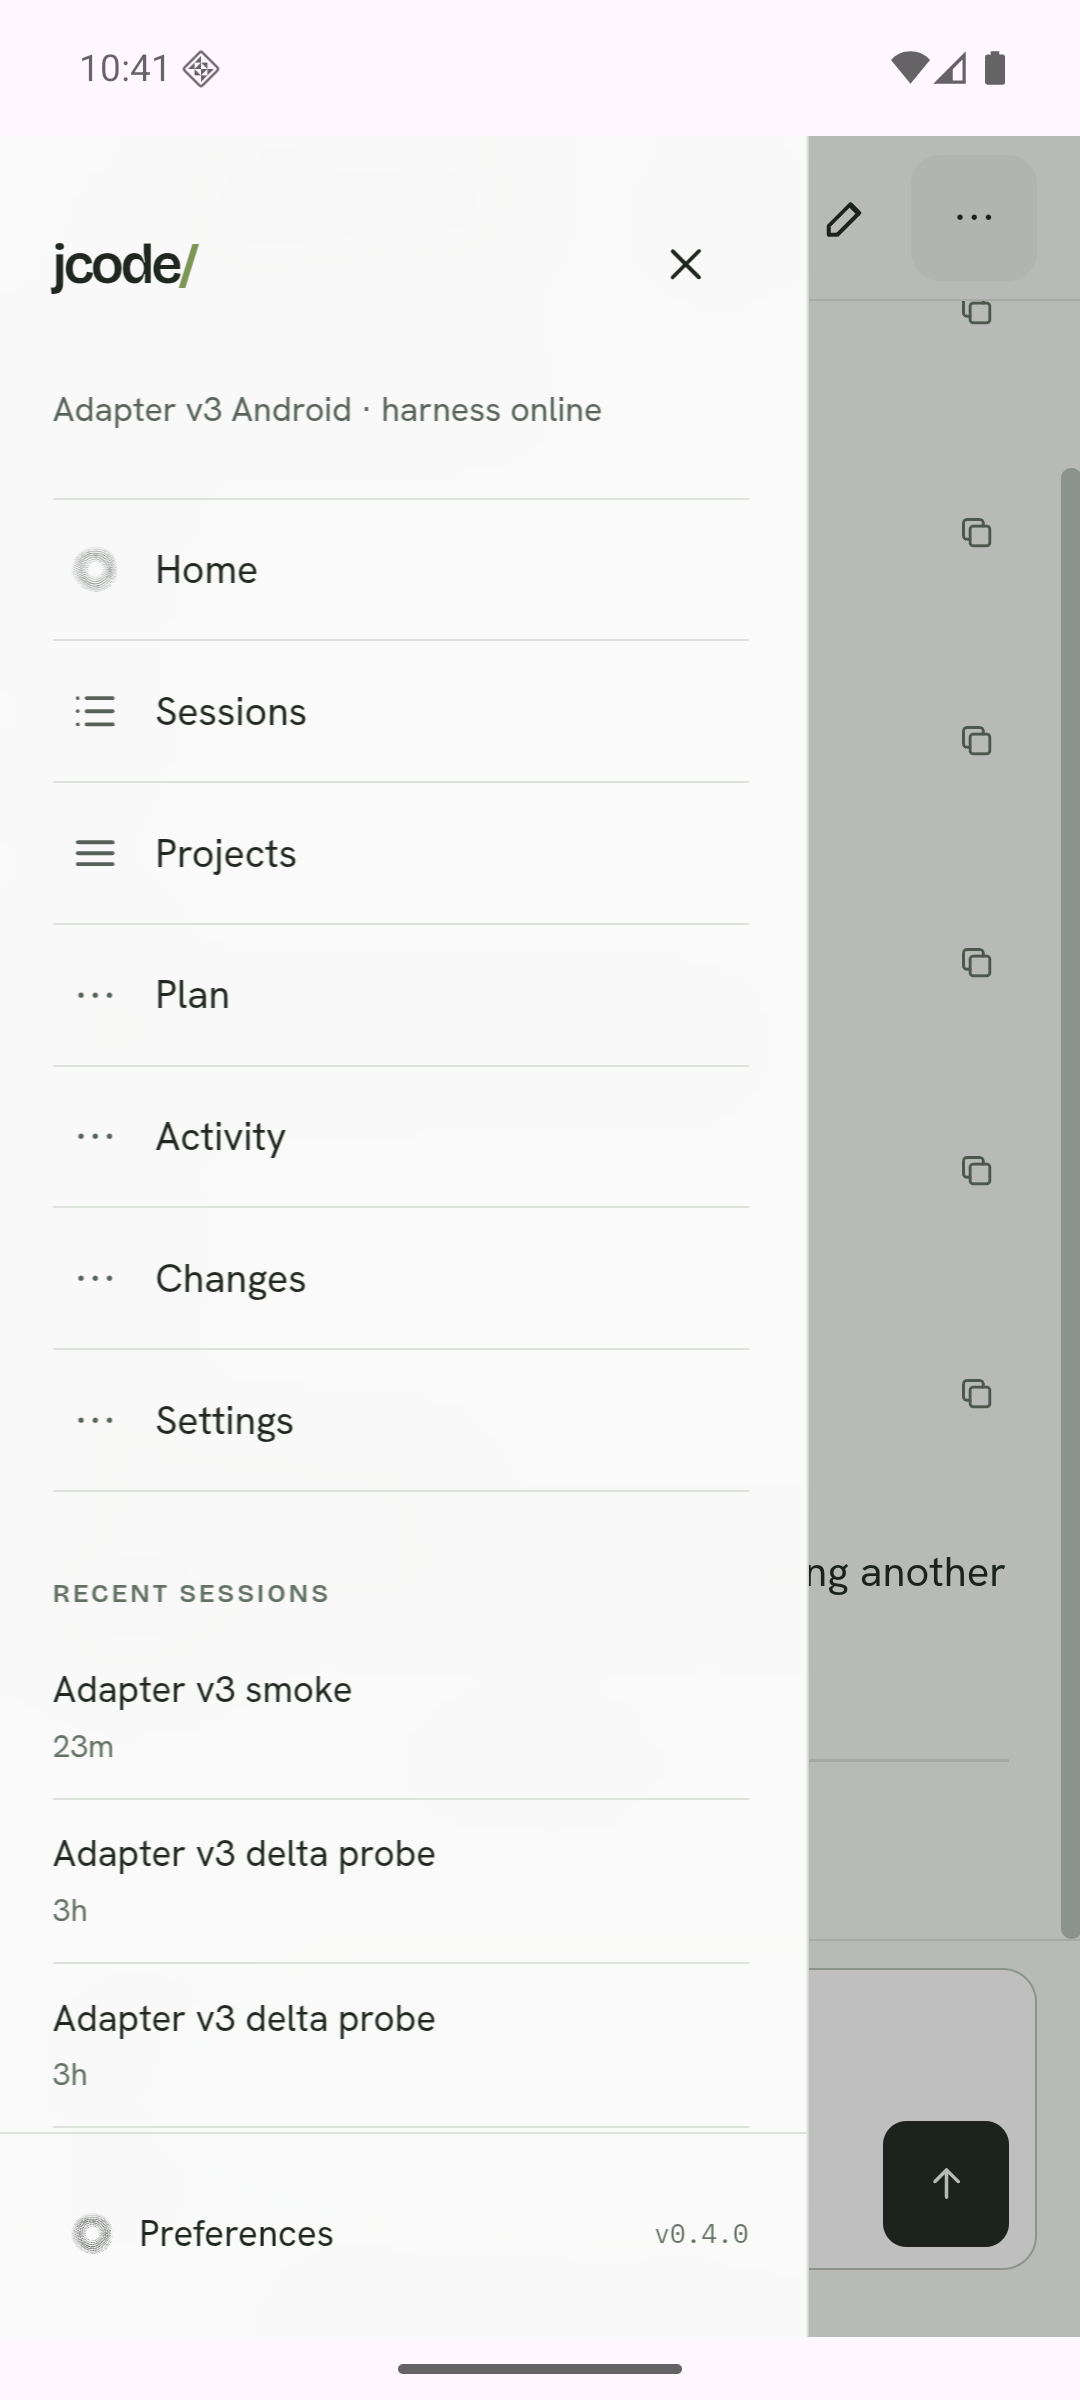 10:41
jcode/
Adapter v3 Android · harness online
Home
Sessions
Projects
Plan
Activity
Changes
Settings
ng another
RECENT SESSIONS
Adapter v3 smoke
23m
Adapter v3 delta probe
3h
Adapter v3 delta probe
3h
Preferences
v0.4.0